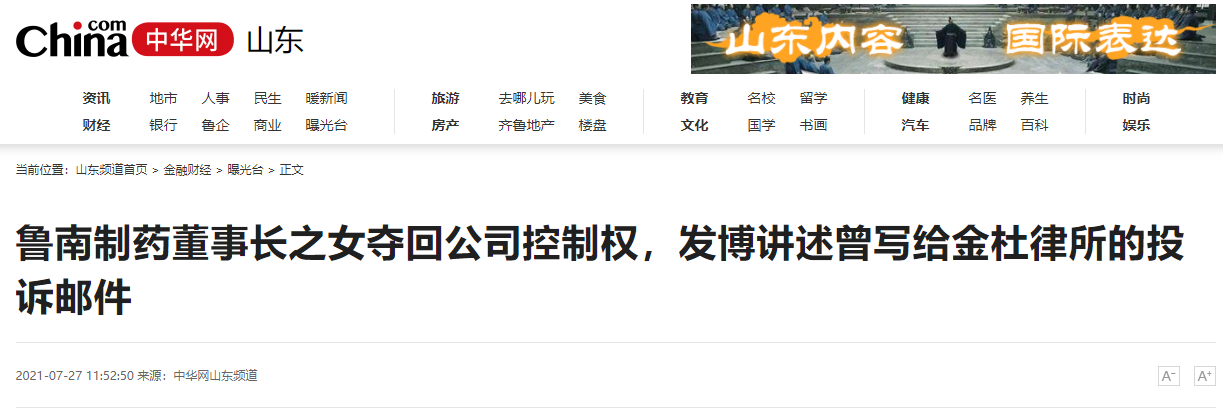 China.com 中华网 山东
山东内容 国际表达
资讯 地市 人事 民生 暖新闻 旅游 去哪儿玩 美食 教育 名校 留学 健康 名医 养生 时尚
财经 银行 鲁企 商业 曝光台 房产 齐鲁地产 楼盘 文化 国学 书画 汽车 品牌 百科 娱乐
当前位置：山东频道首页 > 金融财经 > 曝光台 > 正文
鲁南制药董事长之女夺回公司控制权，发博讲述曾写给金杜律所的投
诉邮件
2021-07-27 11:52:50 来源：中华网山东频道 A- A+